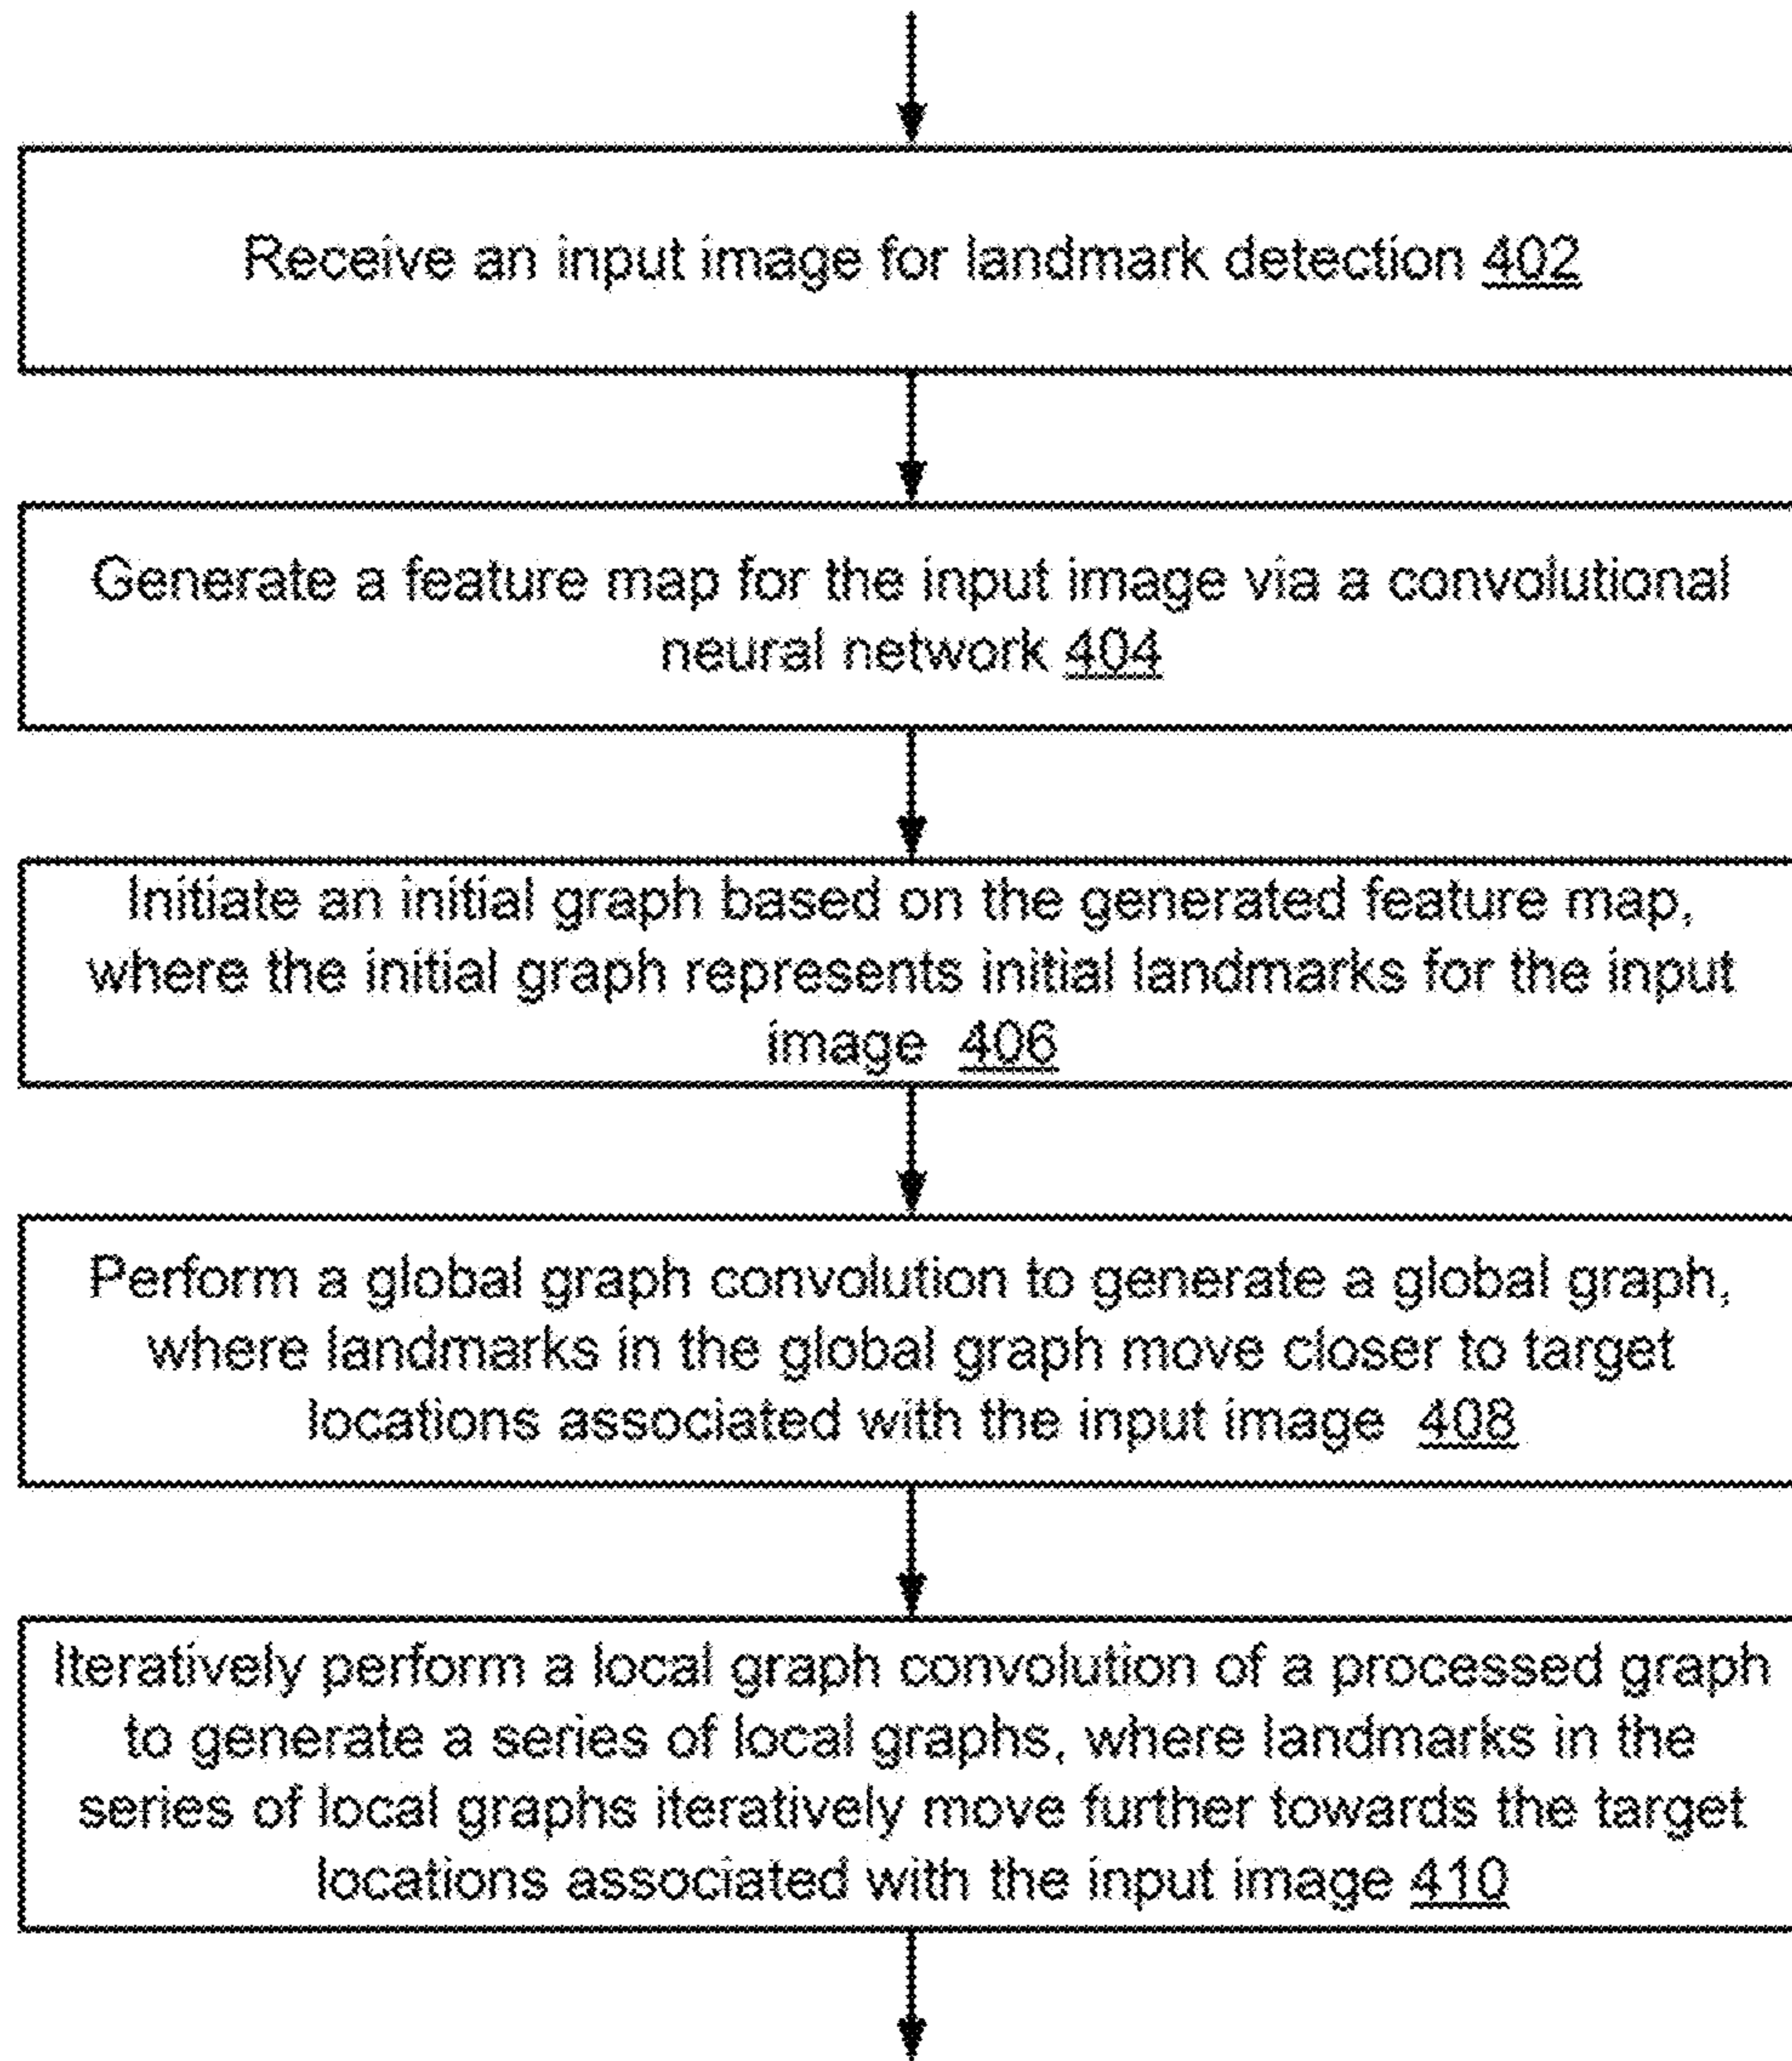 Receive an input image for landmark detection 402
Generate a feature map for the input image via a convolutional
neural network 404
Initiate an initial graph based on the generated feature map,
where the initial graph represents initial landmarks for the input
image 406
Perform a global graph convolution to generate a global graph,
where landmarks in the global graph move closer to target
locations associated with the input image 408
Iteratively perform a local graph convolution of a processed graph
to generate a series of local graphs, where landmarks in the
series of local graphs iteratively move further towards the target
locations associated with the input image 410